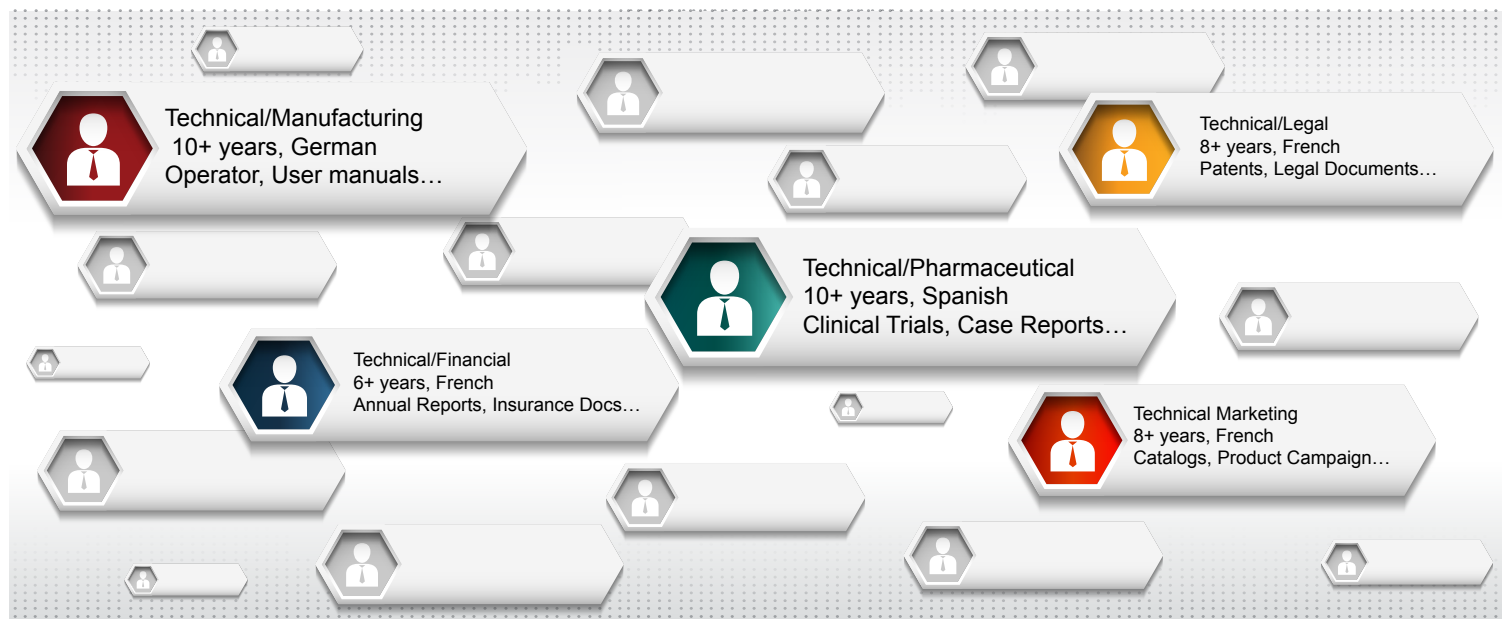 Technical/Manufacturing
10+ years, German
Operator, User manuals…
Technical/Legal
8+ years, French
Patents, Legal Documents…
Technical/Pharmaceutical
10+ years, Spanish
Clinical Trials, Case Reports…
Technical/Financial
6+ years, French
Annual Reports, Insurance Docs…
Technical Marketing
8+ years, French
Catalogs, Product Campaign…